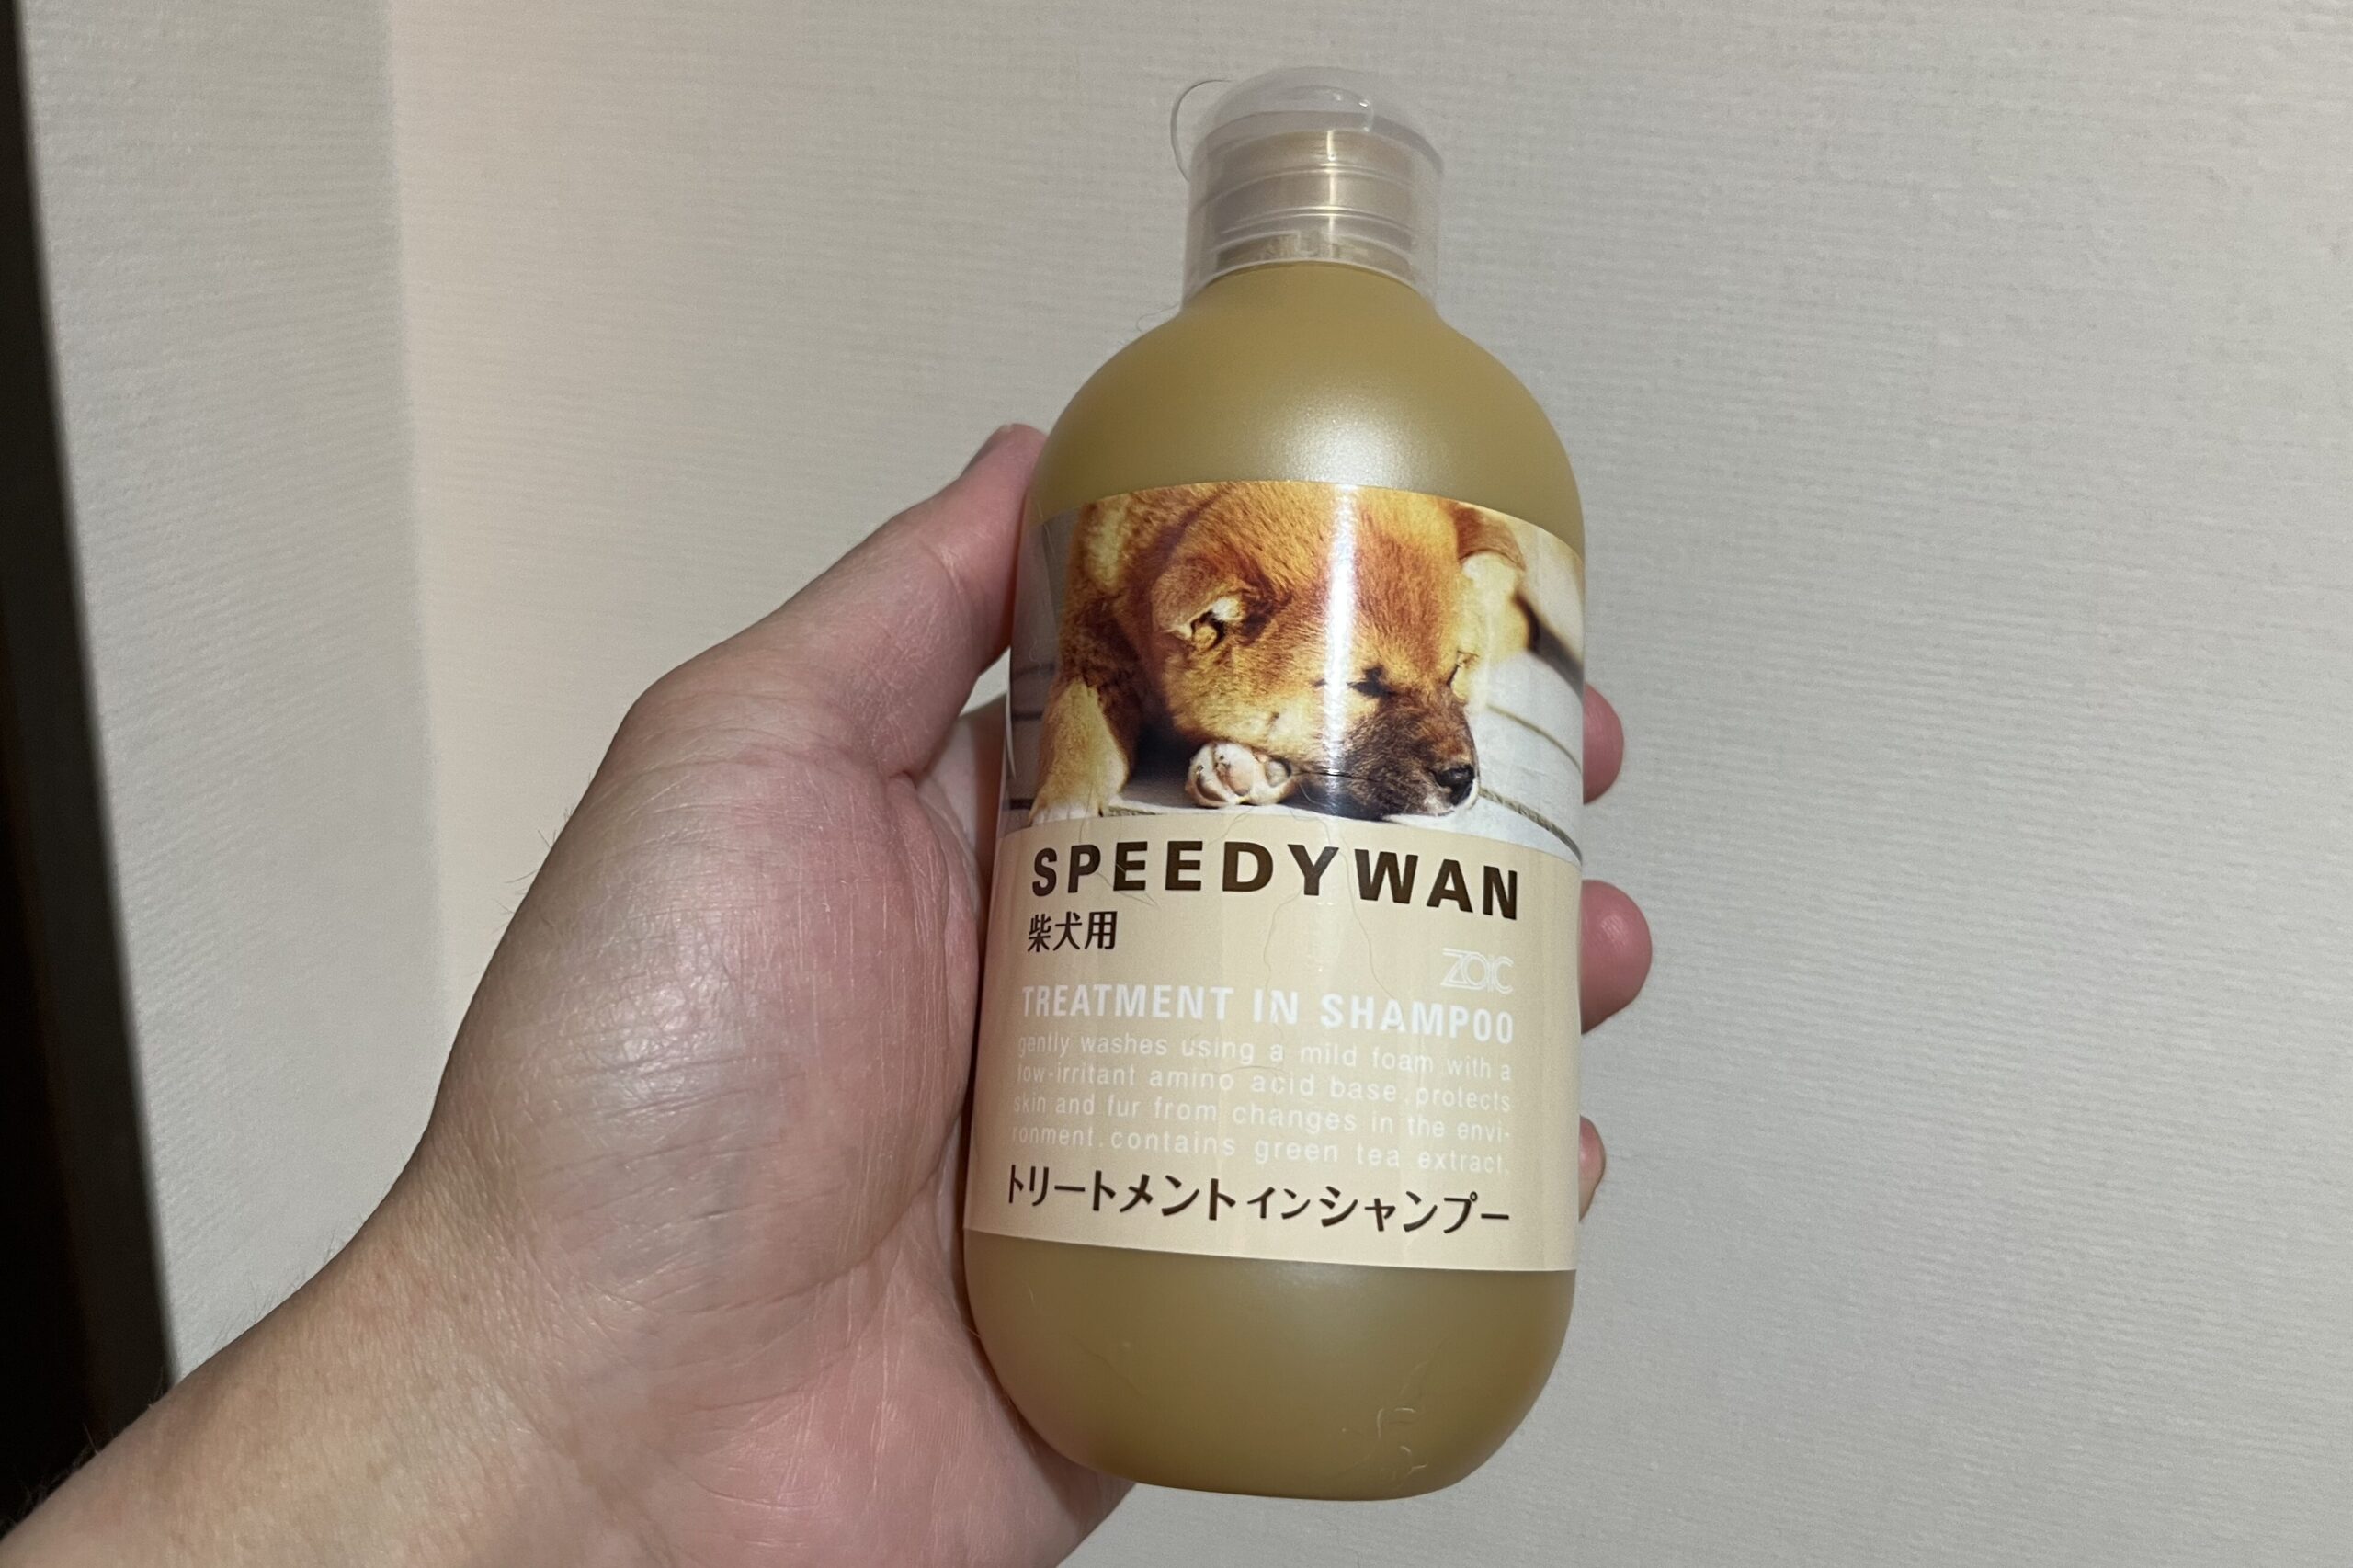 SPEEDYWAN
柴犬用
ZOIC
TREATMENT IN SHAMPOO
gently washes using a mild foam with a
low-irritant amino acid base.protects
skin and fur from changes in the envi-
ronment.contains green tea extract.
トリートメントインシャンプー